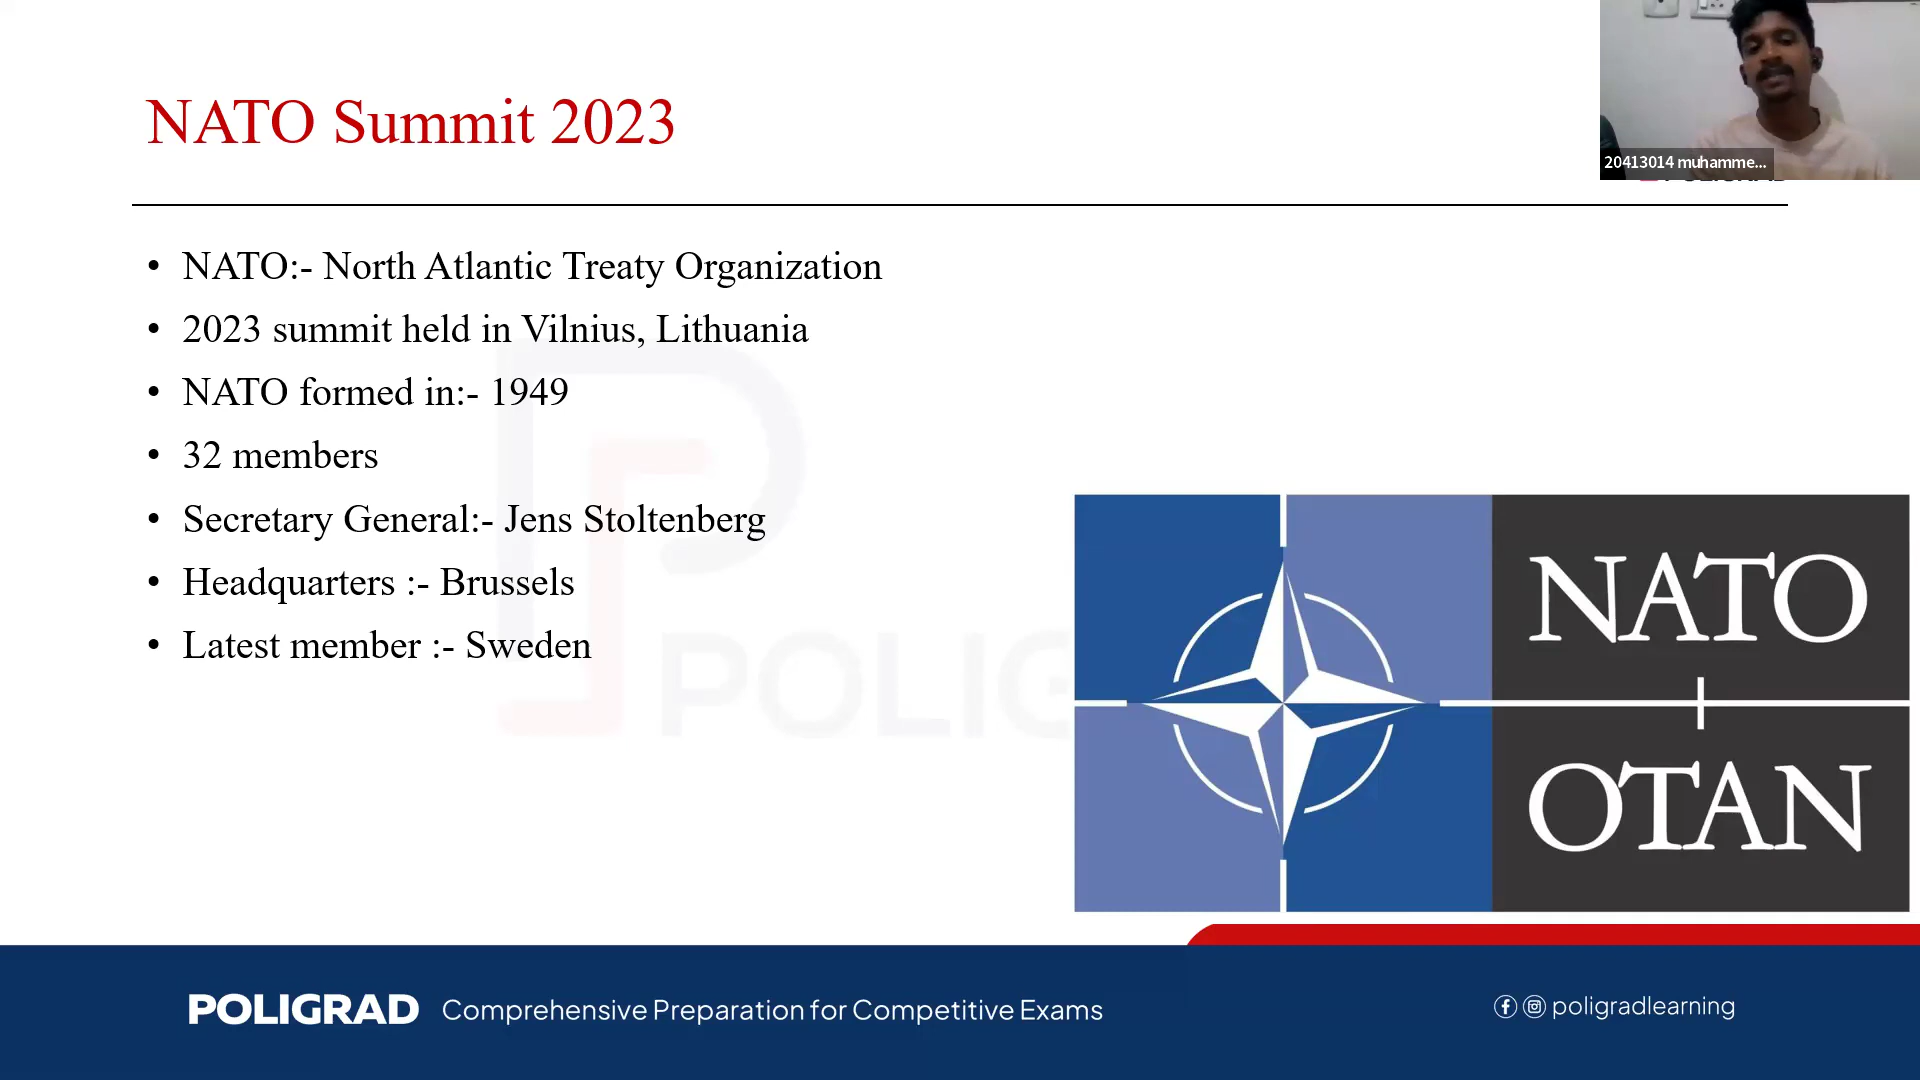 NATO Summit 2023
20413014 muhamme...
• NATO:- North Atlantic Treaty Organization
• 2023 summit held in Vilnius, Lithuania
• NATO formed in:- 1949
• 32 members
• Secretary General:- Jens Stoltenberg
• Headquarters :- Brussels
• Latest member :- Sweden
POLIG
NATO
OTAN
POLIGRAD Comprehensive Preparation for Competitive Exams
poligradlearning